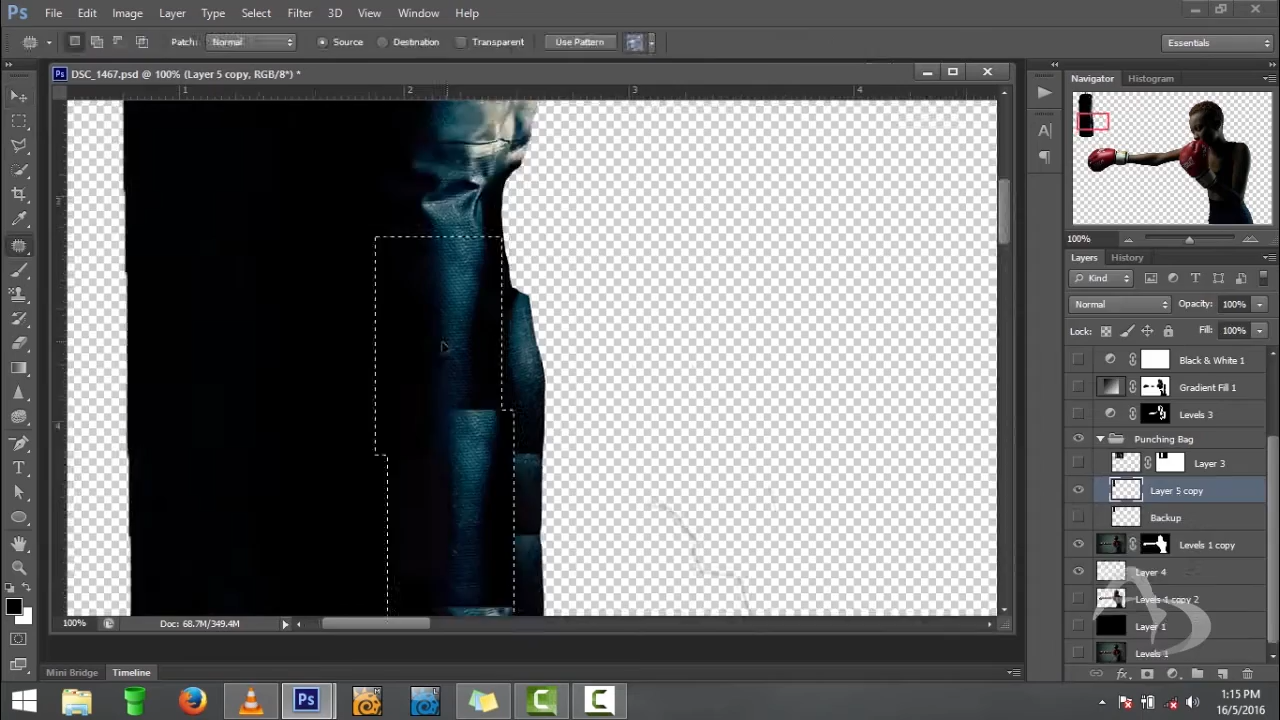 Ps File Edit Image Layer Type Select Filter 3D View Window Help
Patch: Normal Source Destination Transparent Use Pattern Essentials
DSC_1467.psd @ 100% (Layer 5 copy, RGB/8*) *
1 2 3 4
3
4
Navigator Histogram
100%
Layers History
Kind
Normal Opacity: 100%
Lock: Fill: 100%
Black & White 1
Gradient Fill 1
Levels 3
Punching Bag
Layer 3
Layer 5 copy
Backup
Levels 1 copy
Layer 4
Levels 1 copy 2
Layer 1
Levels 1
100% Doc: 68.7M/349.4M
Mini Bridge Timeline
1:15 PM
16/5/2016